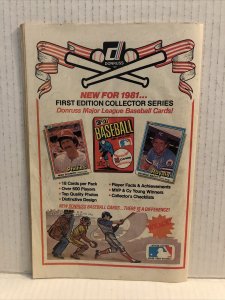 DONRUSS
NEW FOR 1981...
FIRST EDITION COLLECTOR SERIES
Donruss Major League Baseball Cards!
BASEBALL
• 18 Cards per Pack
• Over 600 Players
• Top Quality Photos
• Distinctive Design
• Player Facts & Achievements
• MVP & Cy Young Winners
• Collector's Checklists
NEW DONRUSS BASEBALL CARDS...THERE IS A DIFFERENCE!